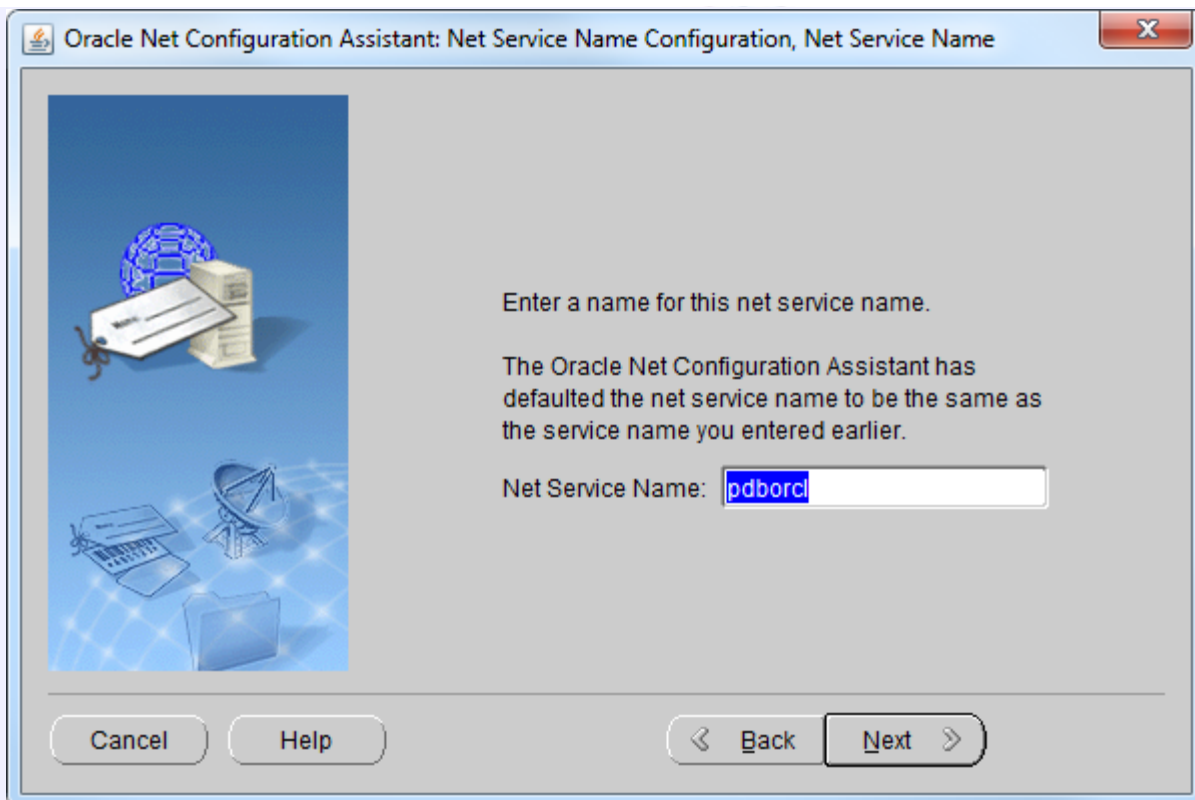 Oracle Net Configuration Assistant: Net Service Name Configuration, Net Service Name
Enter a name for this net service name.
The Oracle Net Configuration Assistant has
defaulted the net service name to be the same as
the service name you entered earlier.
Net Service Name: pdborcl
Cancel Help Back Next